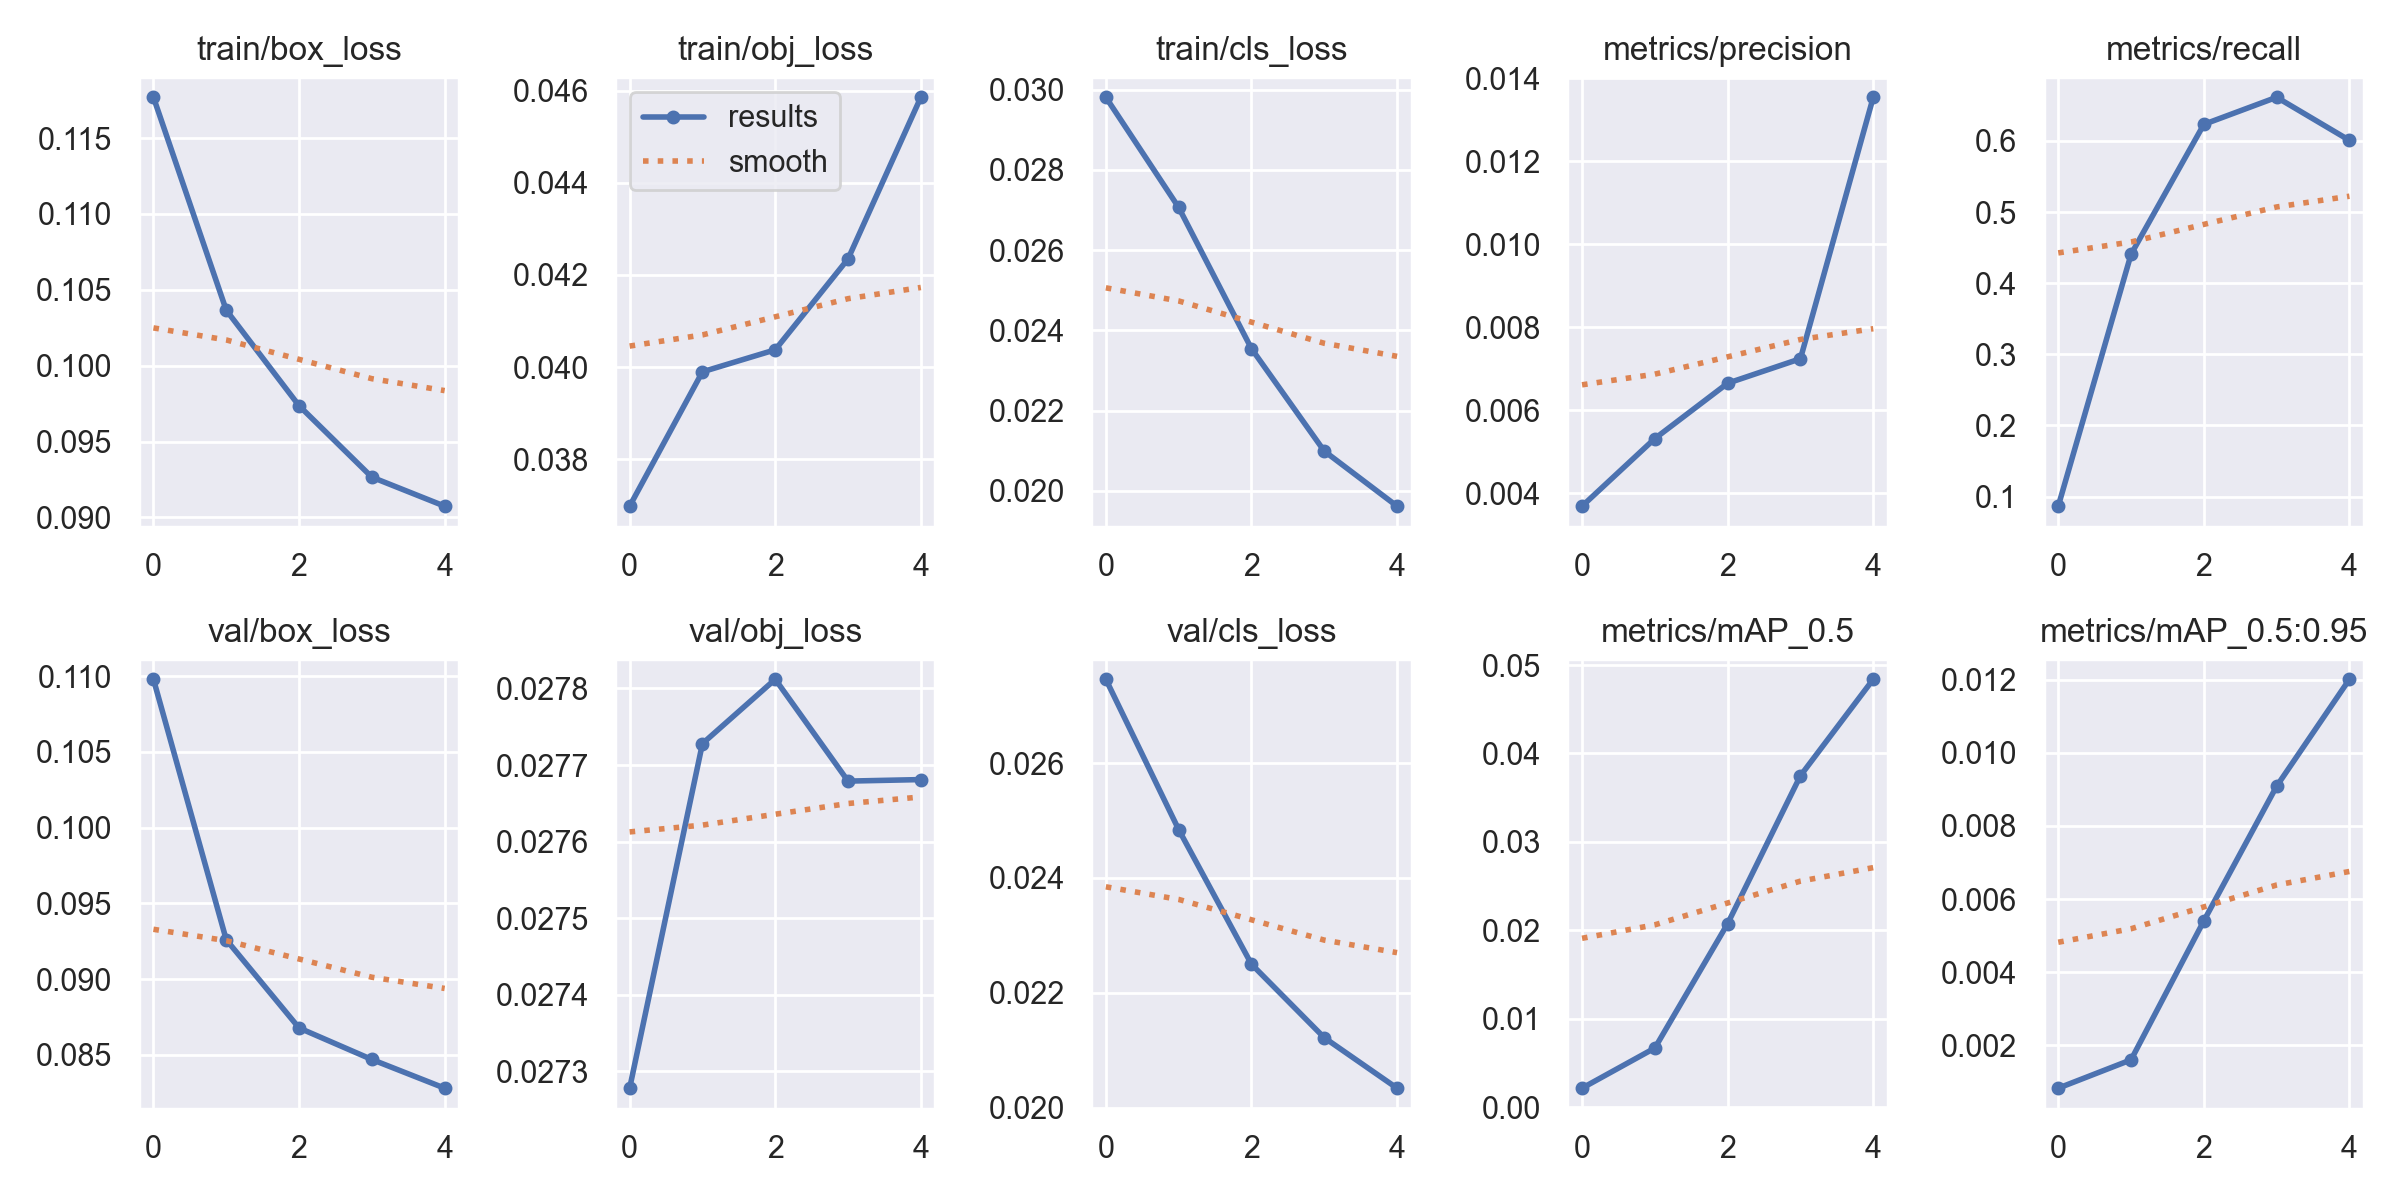 train/box_loss
0.115
0.110
0.105
0.100
0.095
0.090
0 2 4
train/obj_loss
results
smooth
0.046
0.044
0.042
0.040
0.038
0 2 4
train/cls_loss
0.030
0.028
0.026
0.024
0.022
0.020
0 2 4
metrics/precision
0.014
0.012
0.010
0.008
0.006
0.004
0 2 4
metrics/recall
0.6
0.5
0.4
0.3
0.2
0.1
0 2 4
val/box_loss
0.110
0.105
0.100
0.095
0.090
0.085
0 2 4
val/obj_loss
0.0278
0.0277
0.0276
0.0275
0.0274
0.0273
0 2 4
val/cls_loss
0.026
0.024
0.022
0.020
0 2 4
metrics/mAP_0.5
0.05
0.04
0.03
0.02
0.01
0.00
0 2 4
metrics/mAP_0.5:0.95
0.012
0.010
0.008
0.006
0.004
0.002
0 2 4